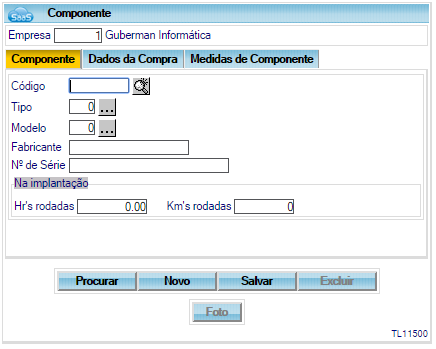 SaaS Componente
Empresa 1 Guberman Informática
Componente Dados da Compra Medidas de Componente
Código
Tipo 0 ...
Modelo 0 ...
Fabricante
Nº de Série
Na implantação
Hr's rodadas 0.00 Km's rodadas 0
Procurar Novo Salvar Excluir
Foto
TL11500